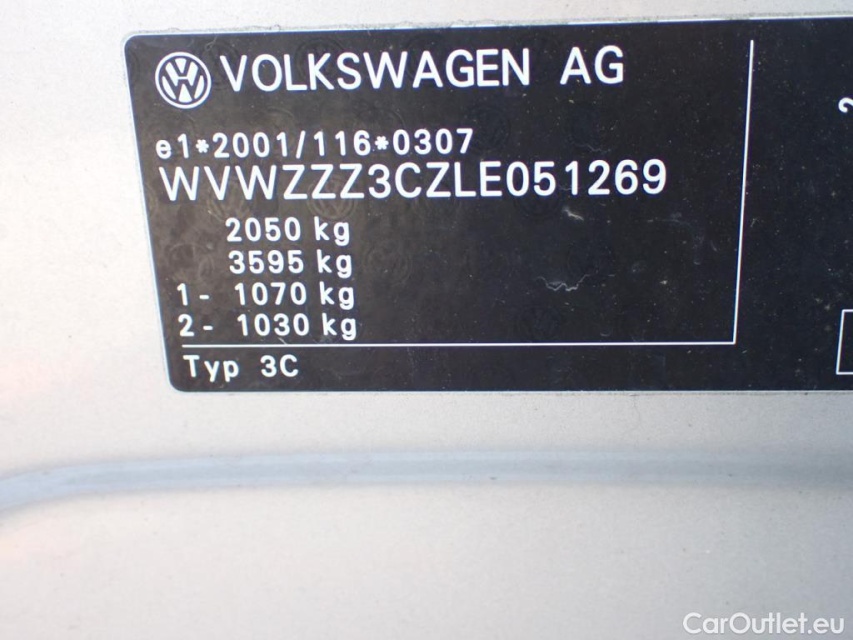 VOLKSWAGEN AG
e1*2001/116*0307
WVWZZZ3CZLE051269
2050 kg
3595 kg
1- 1070 kg
2- 1030 kg
Typ 3C
CarOutlet.eu